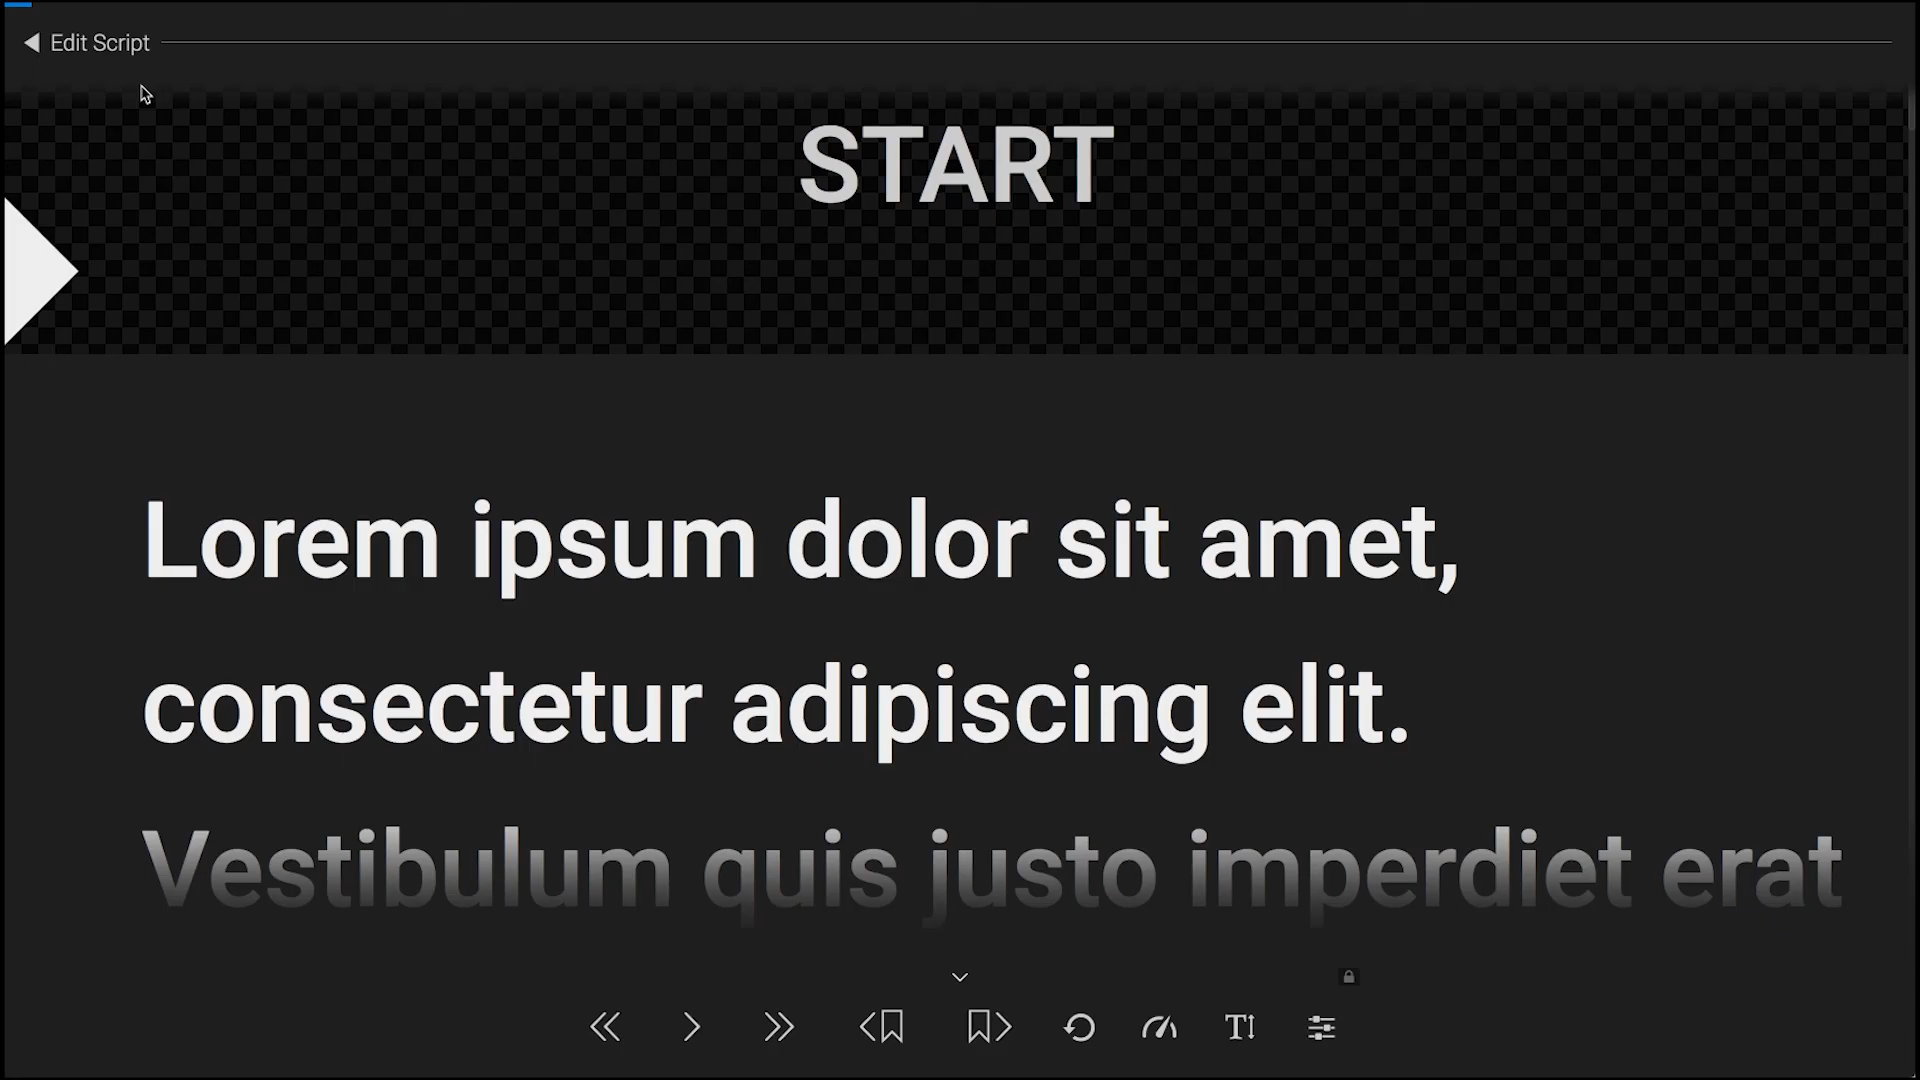 Edit Script
START
Lorem ipsum dolor sit amet,
consectetur adipiscing elit.
Vestibulum quis justo imperdiet erat